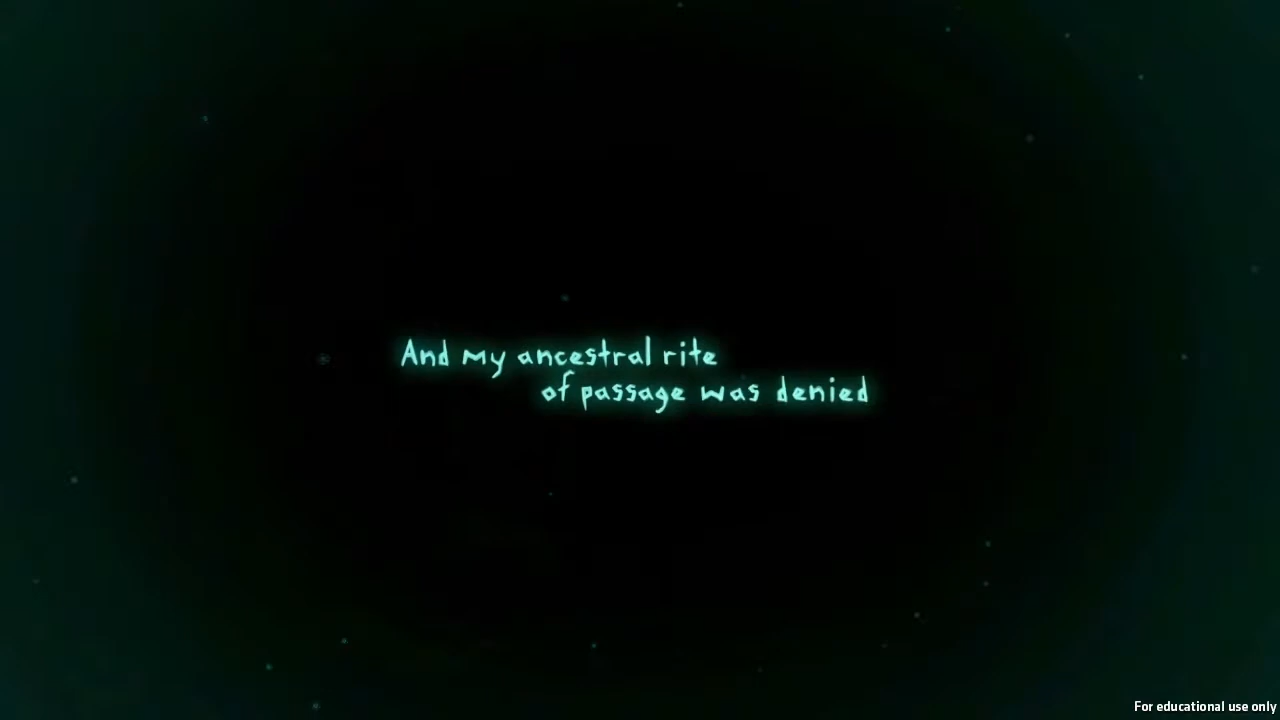 And my ancestral rite
of passage was denied
For educational use only